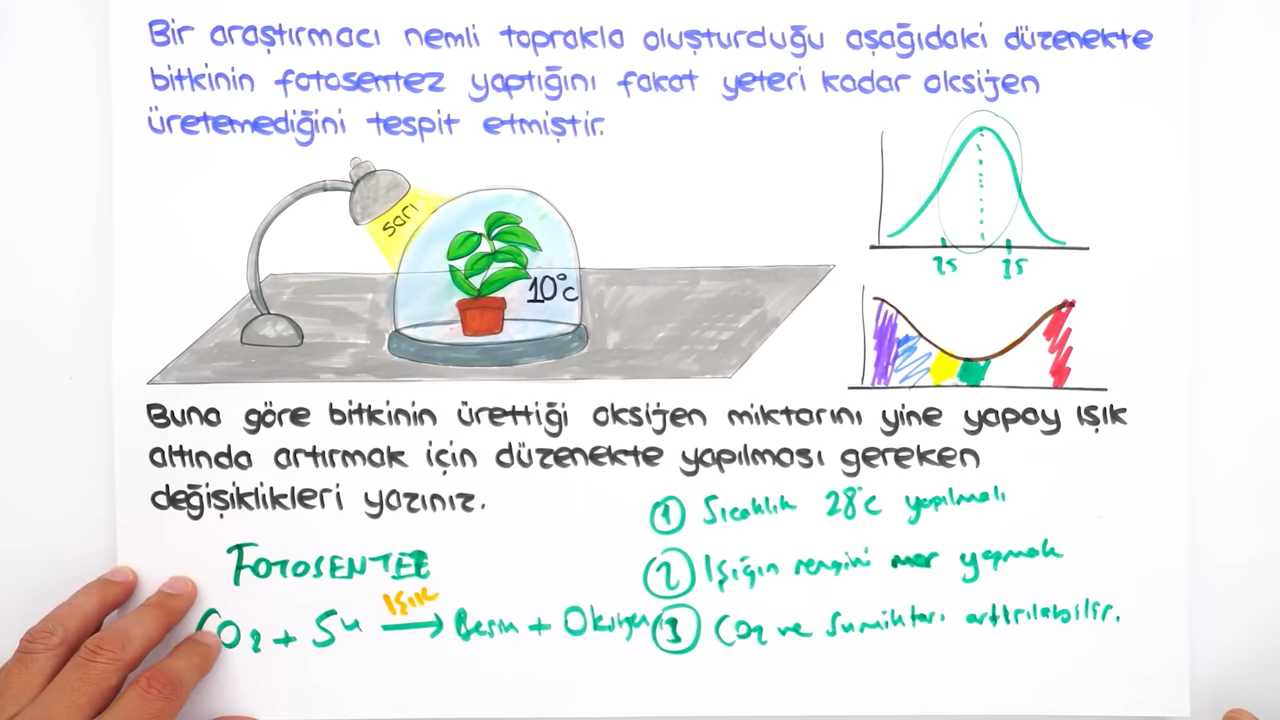 Bir araştırmacı nemli toprakla oluşturduğu aşağıdaki düzenekte
bitkinin fotosentez yaptığını fakat yeteri kadar oksijen
üretemediğini tespit etmiştir.
sarı
10°c
25 35
Buna göre bitkinin ürettiği oksijen miktarını yine yapay ışık
altında artırmak için düzenekte yapılması gereken
değişiklikleri yazınız.
① Sıcaklık 28°C yapılmalı
② Işığın rengini mor yapmak
③ CO2 ve su miktarı arttırılabilir.
FOTOSENTEZ
CO2 + Su Işık → Besin + Oksijen